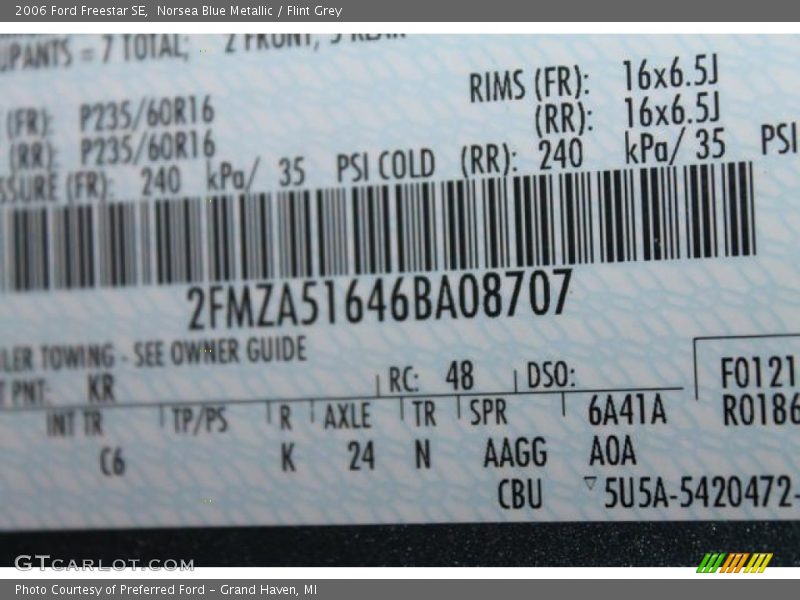 2006 Ford Freestar SE,  Norsea Blue Metallic / Flint Grey
= 7 TOTAL; 2 FRONT,
RIMS (FR): 16x6.5J
(FR): P235/60R16 (RR): 16x6.5J
(RR): P235/60R16
(FR): 240 kPa/ 35 PSI COLD (RR): 240 kPa/ 35 PSI
2FMZA51646BA08707
TOWING - SEE OWNER GUIDE
PNT: KR RC: 48 DSO: F0121
INT TR TP/PS R AXLE TR SPR 6A41A R0186
C6 K 24 N AAGG A0A
CBU ▽ 5U5A-5420472-
GTCARLOT.COM
Photo Courtesy of Preferred Ford – Grand Haven, MI